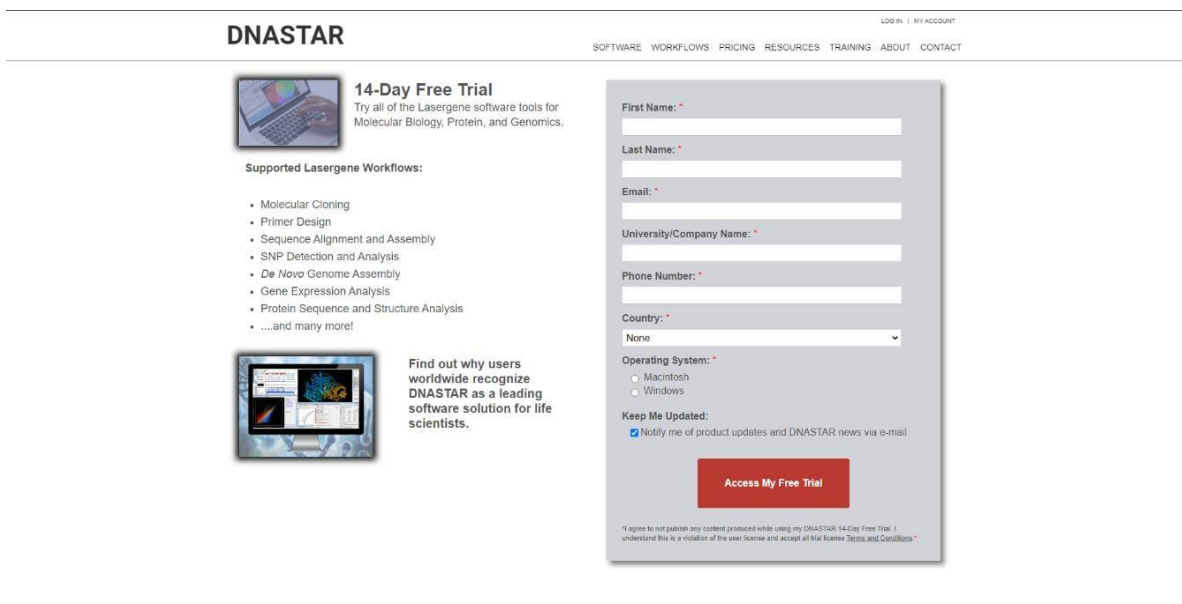 LOG IN | MY ACCOUNT
DNASTAR
SOFTWARE WORKFLOWS PRICING RESOURCES TRAINING ABOUT CONTACT
14-Day Free Trial
Try all of the Lasergene software tools for
Molecular Biology, Protein, and Genomics.
Supported Lasergene Workflows:
• Molecular Cloning
• Primer Design
• Sequence Alignment and Assembly
• SNP Detection and Analysis
• De Novo Genome Assembly
• Gene Expression Analysis
• Protein Sequence and Structure Analysis
• ....and many more!
Find out why users
worldwide recognize
DNASTAR as a leading
software solution for life
scientists.
First Name: *
Last Name: *
Email: *
University/Company Name: *
Phone Number: *
Country: *
None
Operating System: *
Macintosh
Windows
Keep Me Updated:
Notify me of product updates and DNASTAR news via e-mail
Access My Free Trial
*I agree to not publish any content produced while using my DNASTAR 14-Day Free Trial. I
understand this is a violation of the user license and accept all trial license Terms and Conditions.*